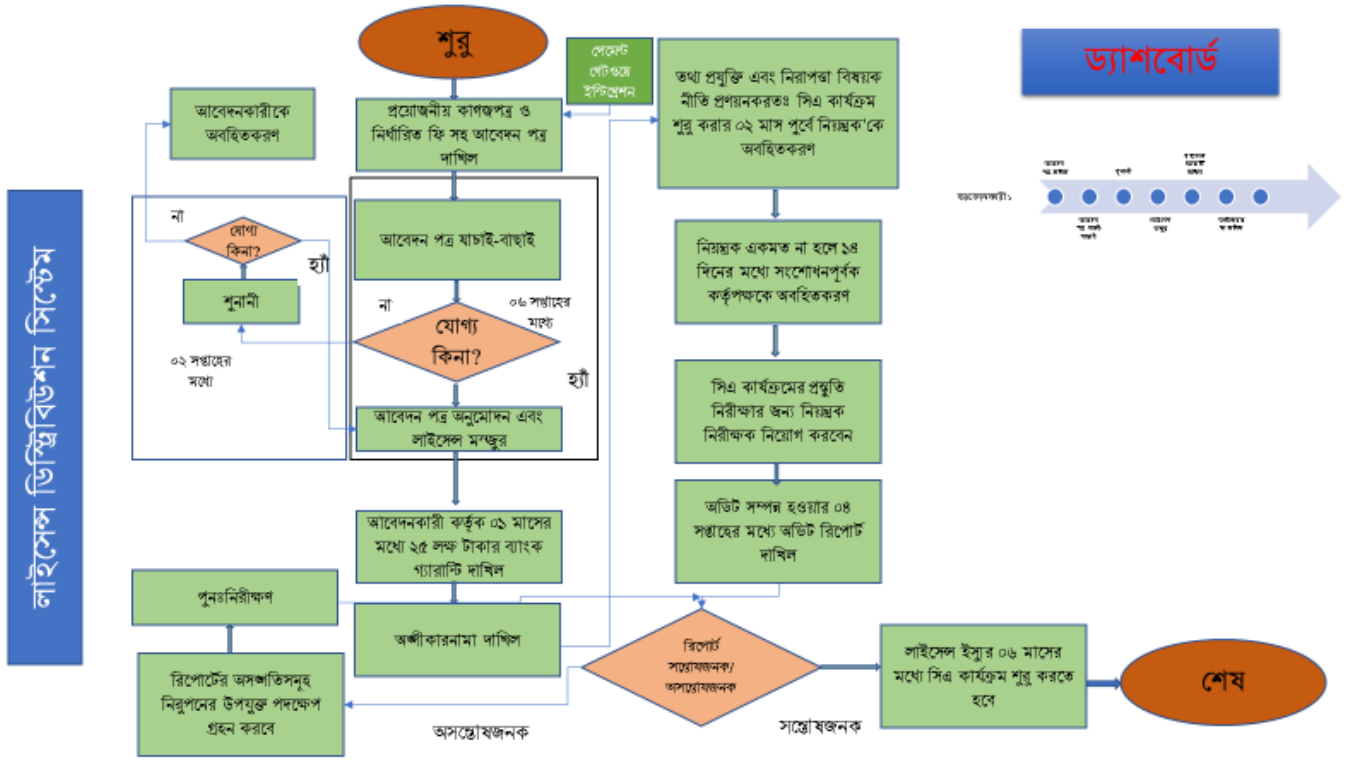 শুরু
পেমেন্ট
গেটওয়ে
ইন্টিগ্রেশন
ড্যাশবোর্ড
প্রয়োজনীয় কাগজপত্র ও
নির্ধারিত ফি সহ আবেদন পত্র
দাখিল
তথ্য প্রযুক্তি এবং নিরাপত্তা বিষয়ক
নীতি প্রণয়নকরতঃ সিএ কার্যক্রম
শুরু করার ০২ মাস পূর্বে নিয়ন্ত্রক'কে
অবহিতকরণ
আবেদনকারীকে
অবহিতকরণ
লাইসেন্স ডিস্ট্রিবিউশন সিস্টেম
না
যোগ্য
কিনা?
হ্যাঁ
শুনানী
০২ সপ্তাহের
মধ্যে
আবেদন পত্র যাচাই-বাছাই
না
০৬ সপ্তাহের
মধ্যে
যোগ্য
কিনা?
হ্যাঁ
আবেদন পত্র অনুমোদন এবং
লাইসেন্স মঞ্জুর
নিয়ন্ত্রক একমত না হলে ১৪
দিনের মধ্যে সংশোধনপূর্বক
কর্তৃপক্ষকে অবহিতকরণ
সিএ কার্যক্রমের প্রস্তুতি
নিরীক্ষার জন্য নিয়ন্ত্রক
নিরীক্ষক নিয়োগ করবেন
অডিট সম্পন্ন হওয়ার ০৪
সপ্তাহের মধ্যে অডিট রিপোর্ট
দাখিল
আবেদনকারী কর্তৃক ০১ মাসের
মধ্যে ২৫ লক্ষ টাকার ব্যাংক
গ্যারান্টি দাখিল
পুনঃনিরীক্ষণ
অঙ্গীকারনামা দাখিল
রিপোর্টের অসঙ্গতিসমূহ
নিরুপনের উপযুক্ত পদক্ষেপ
গ্রহন করবে
রিপোর্ট
সন্তোষজনক/
অসন্তোষজনক
অসন্তোষজনক
সন্তোষজনক
লাইসেন্স ইস্যুর ০৬ মাসের
মধ্যে সিএ কার্যক্রম শুরু করতে
হবে
শেষ